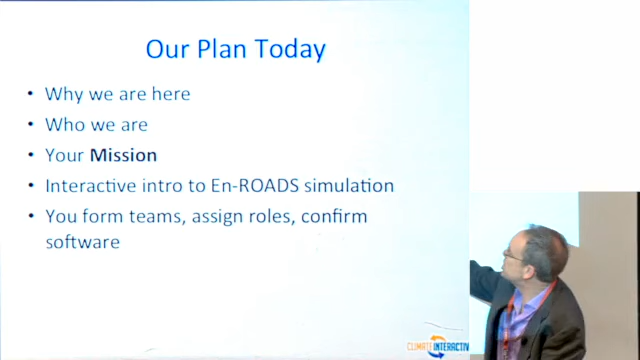 Our Plan Today
• Why we are here
• Who we are
• Your Mission
• Interactive intro to En-ROADS simulation
• You form teams, assign roles, confirm
software
CLIMATE INTERACTIVE